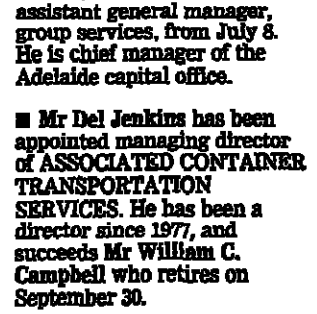 assistant general manager,
group services, from July 8.
He is chief manager of the
Adelaide capital office.
■ Mr Del Jenkins has been
appointed managing director
of ASSOCIATED CONTAINER
TRANSPORTATION
SERVICES. He has been a
director since 1977, and
succeeds Mr William C.
Campbell who retires on
September 30.